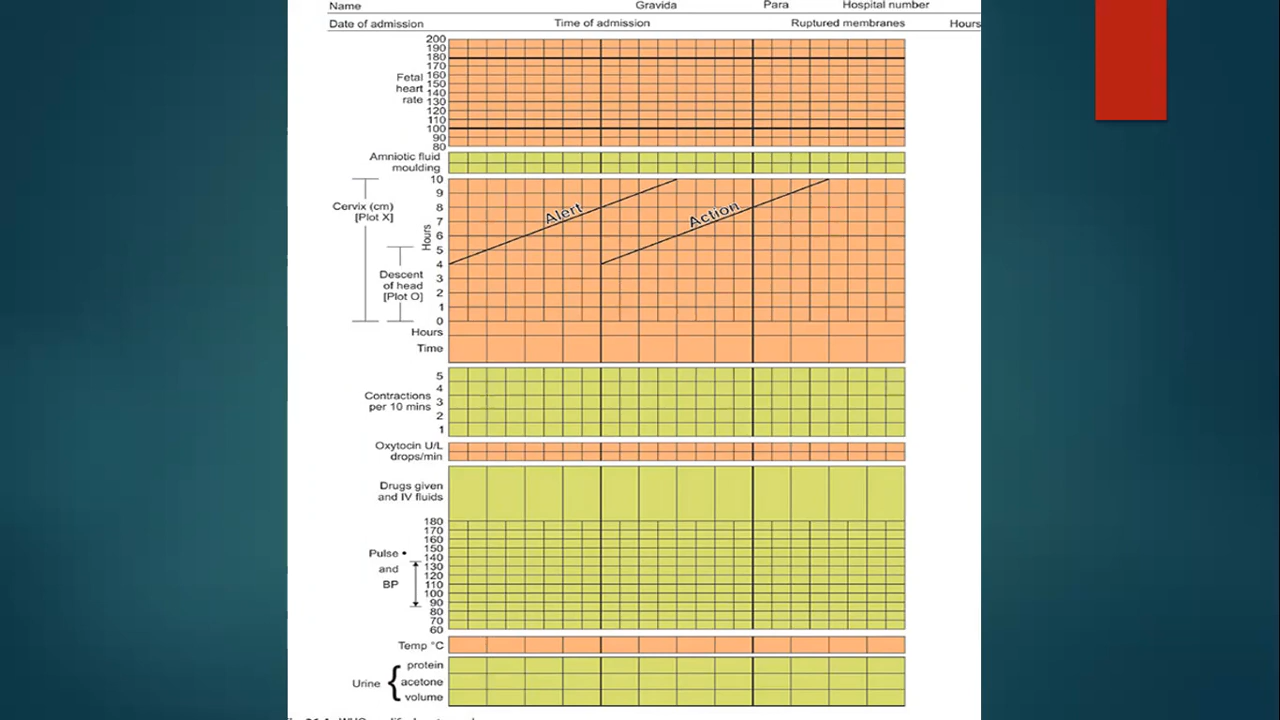 Name Gravida Para Hospital number
Date of admission Time of admission Ruptured membranes Hours
200
190
180
170
160
150
140
130
120
110
100
90
80
Fetal
heart
rate
Amniotic fluid
moulding
10
9
8
7
6
5
4
3
2
1
0
Cervix (cm)
[Plot X]
Hours
Descent
of head
[Plot O]
Alert
Action
Hours
Time
5
4
3
2
1
Contractions
per 10 mins
Oxytocin U/L
drops/min
Drugs given
and IV fluids
180
170
160
150
140
130
120
110
100
90
80
70
60
Pulse •
and
BP
Temp °C
Urine { protein
acetone
volume